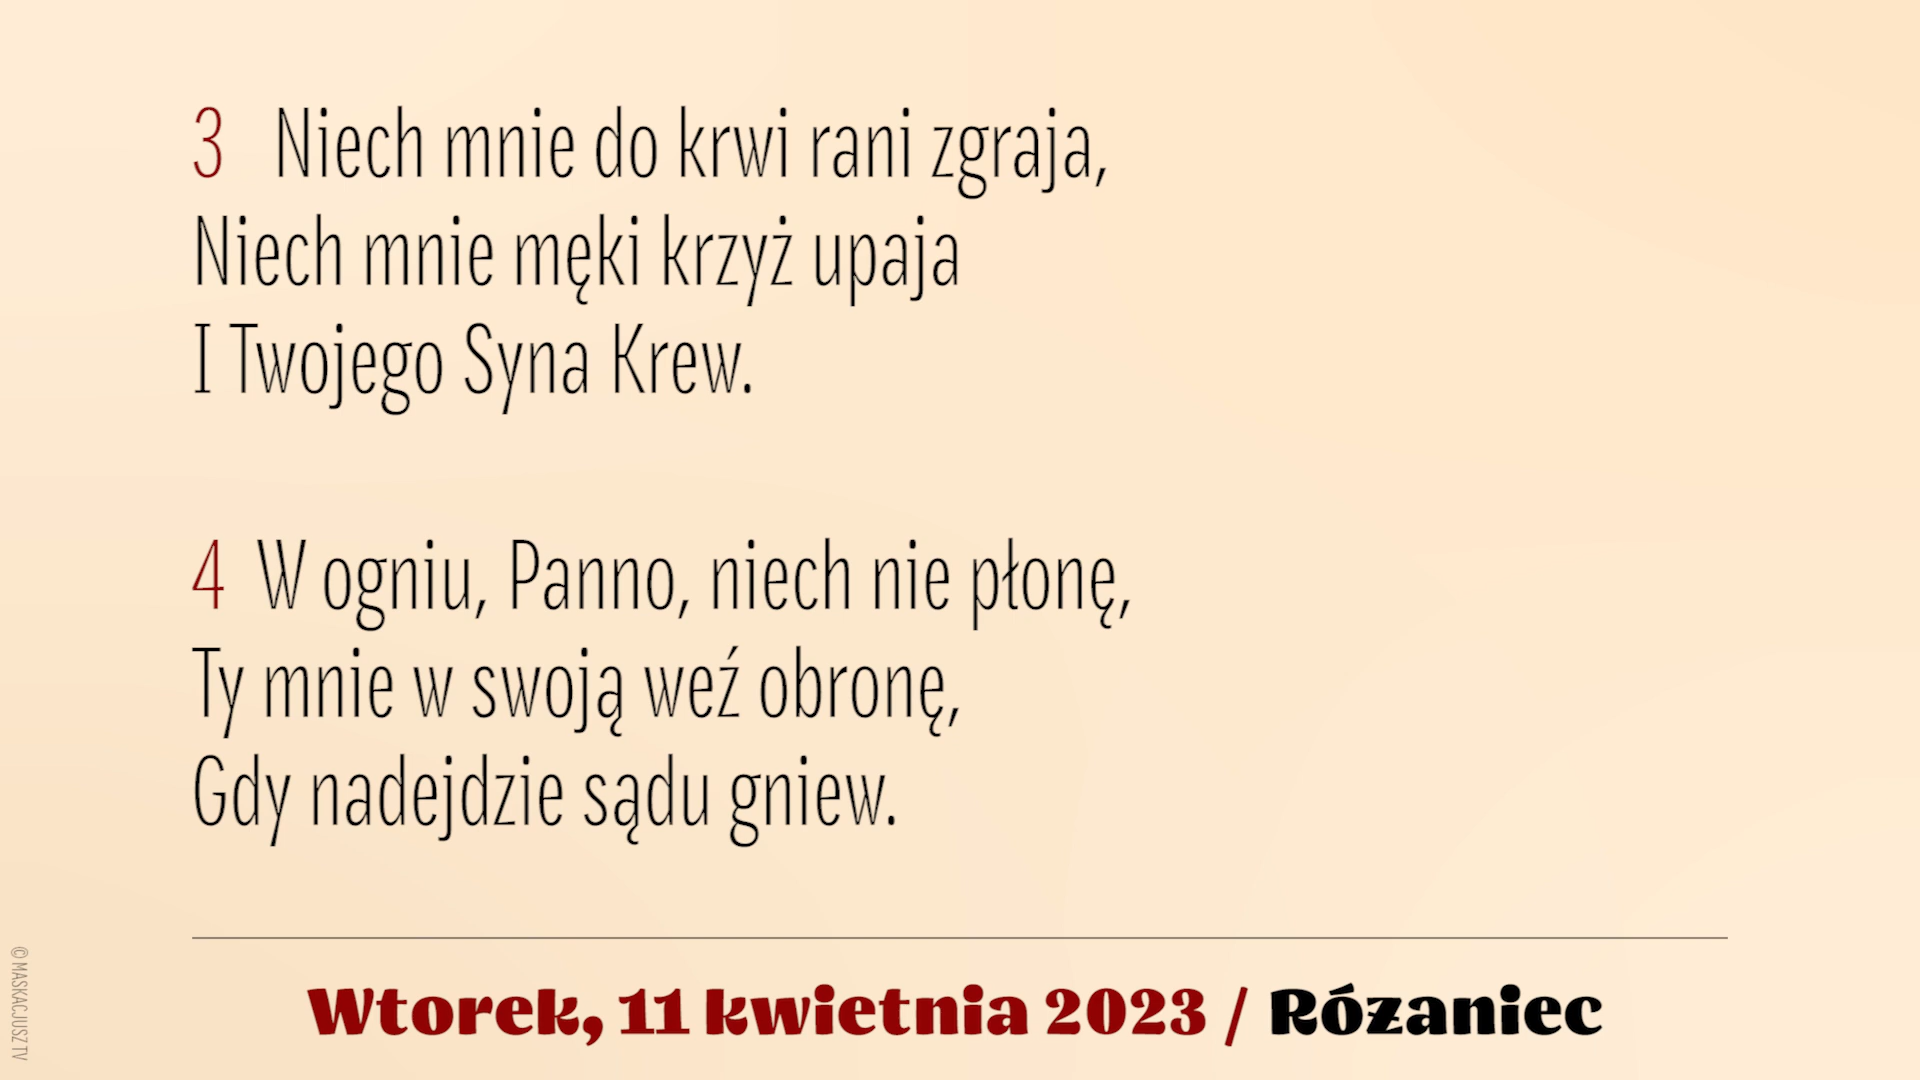 3 Niech mnie do krwi rani zgraja,
Niech mnie męki krzyż upaja
I Twojego Syna Krew.
4 W ogniu, Panno, niech nie płonę,
Ty mnie w swoją weź obronę,
Gdy nadejdzie sądu gniew.
Wtorek, 11 kwietnia 2023 / Różaniec
© MASKACJUSZ TV